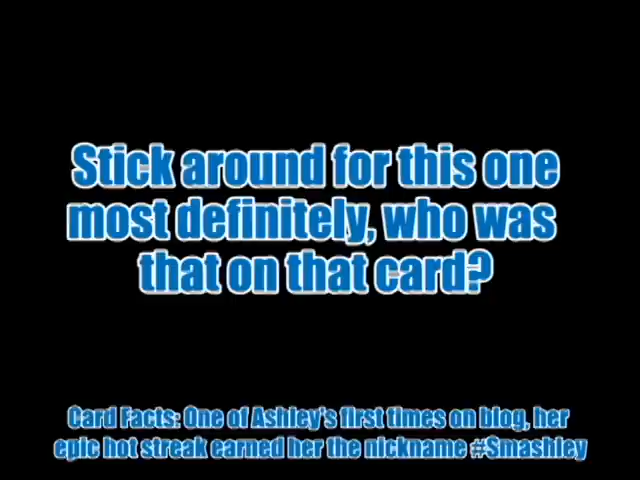 Stick around for this one
most definitely, who was
that on that card?
Card Facts: One of Ashley's first times on blog, her
epic hot streak earned her the nickname #Smashley